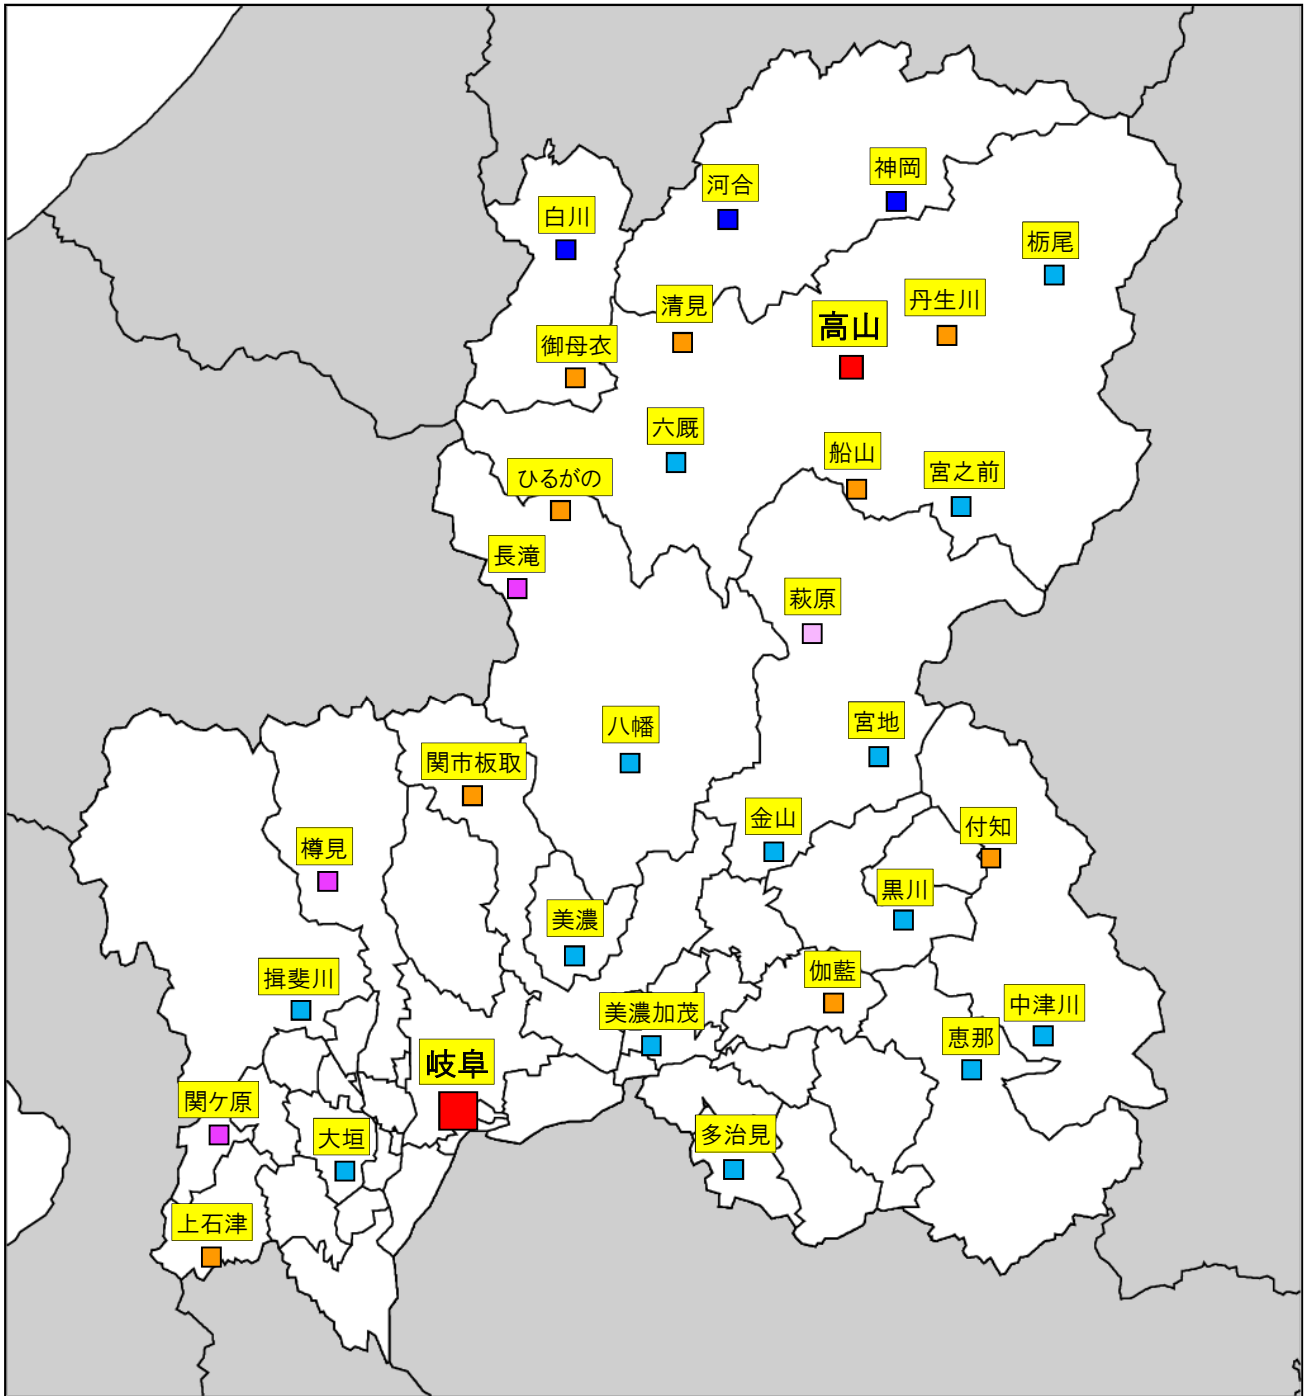 神岡
河合
白川
栃尾
丹生川
清見
高山
御母衣
六厩
船山
宮之前
ひるがの
長滝
萩原
八幡
宮地
関市板取
金山
付知
樽見
黒川
美濃
揖斐川
伽藍
中津川
美濃加茂
恵那
岐阜
関ケ原
大垣
多治見
上石津